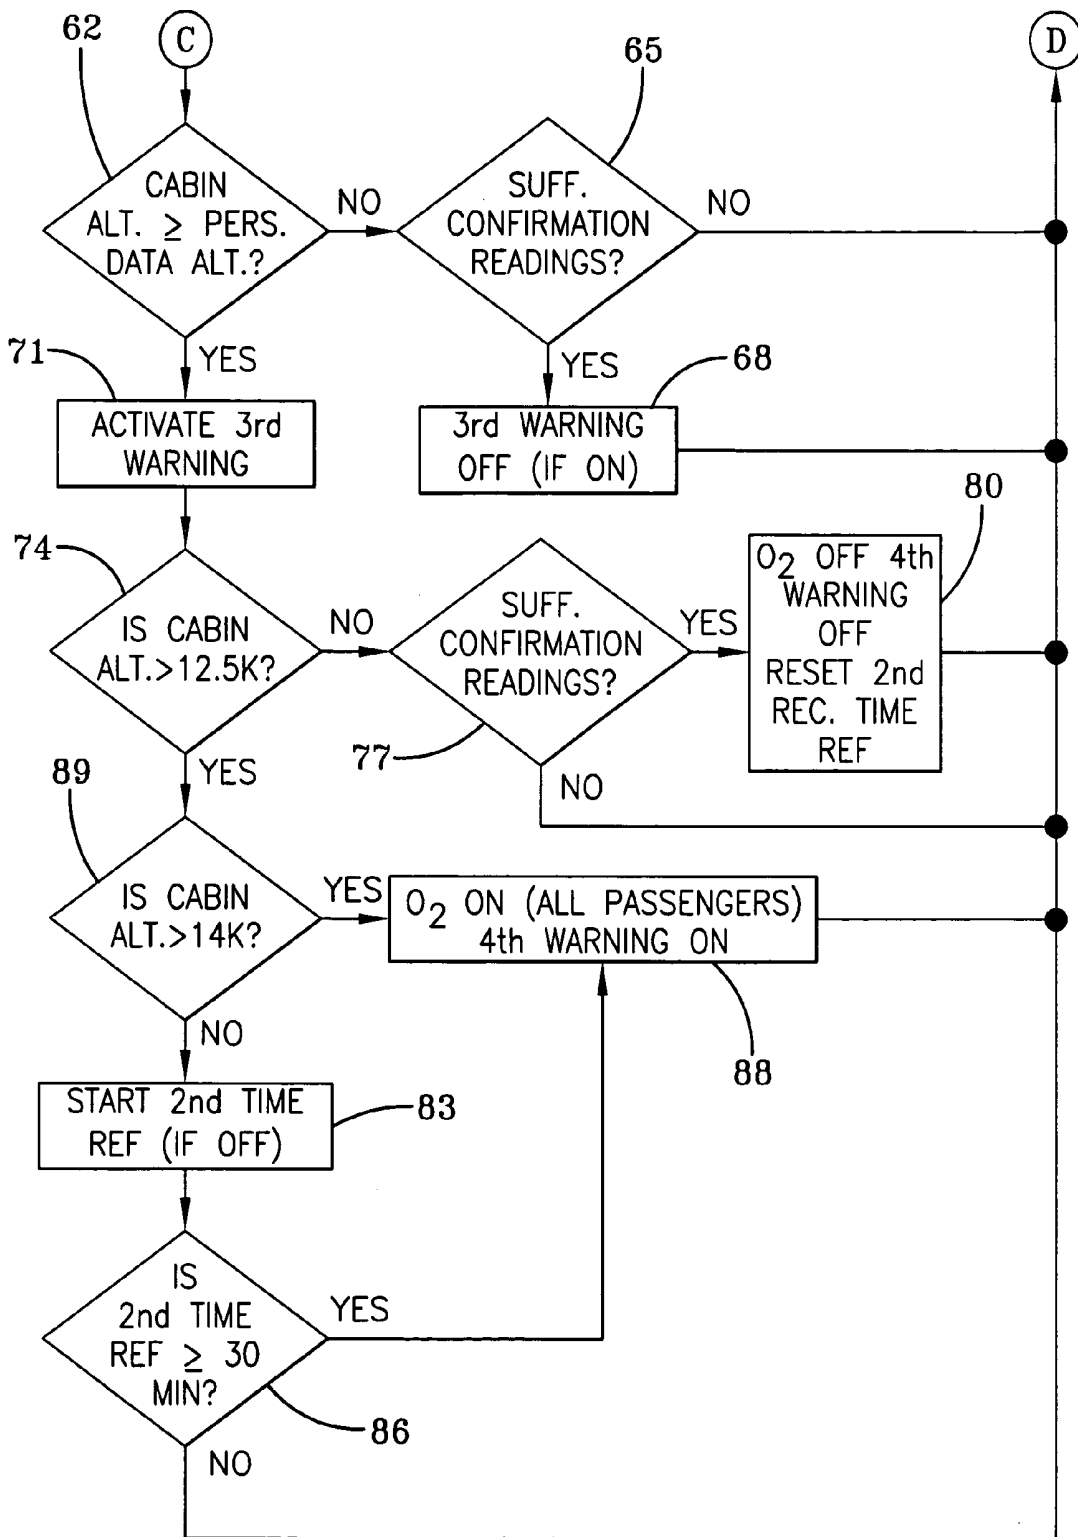 62
C
65
D
CABIN
ALT. ≥ PERS.
DATA ALT.?
NO
SUFF.
CONFIRMATION
READINGS?
NO
71
YES
YES
68
ACTIVATE 3rd
WARNING
3rd WARNING
OFF (IF ON)
74
80
IS CABIN
ALT.>12.5K?
NO
SUFF.
CONFIRMATION
READINGS?
YES
O2 OFF 4th
WARNING
OFF
RESET 2nd
REC. TIME
REF
77
89
YES
NO
IS CABIN
ALT.>14K?
YES
O2 ON (ALL PASSENGERS)
4th WARNING ON
88
NO
START 2nd TIME
REF (IF OFF)
83
IS
2nd TIME
REF ≥ 30
MIN?
YES
86
NO